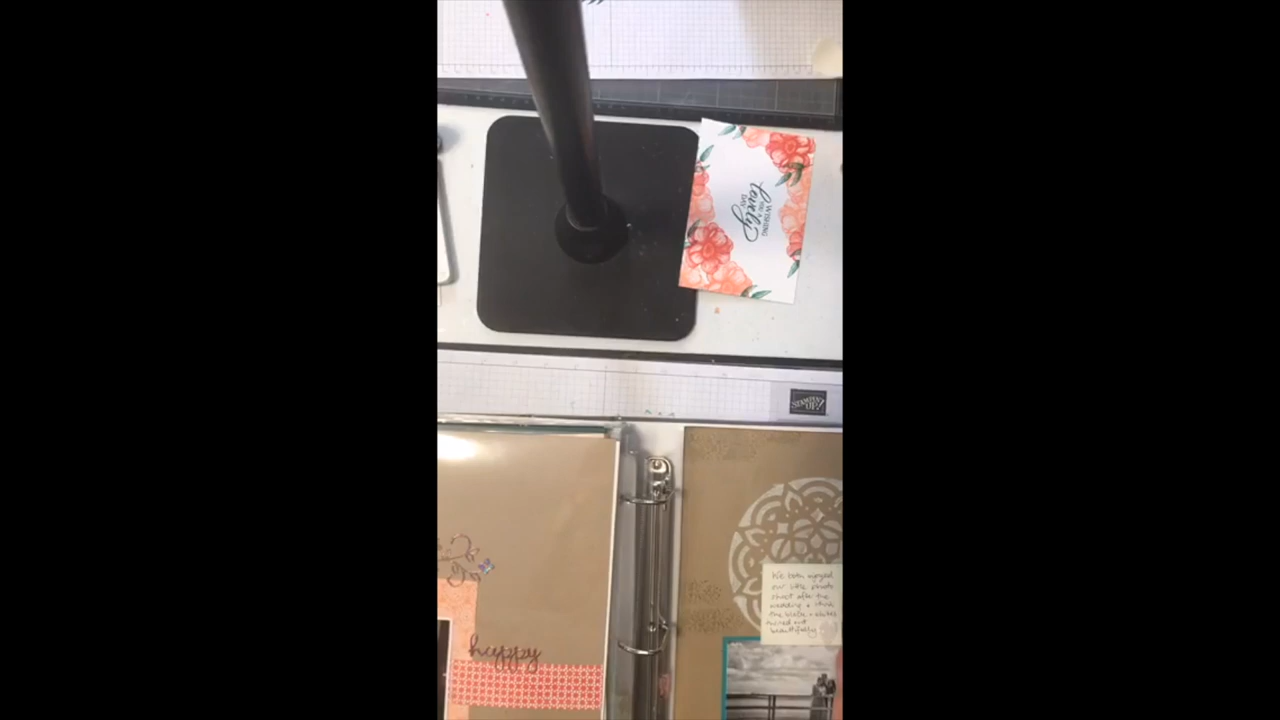 WISHING
YOU A
lovely
DAY
STAMPIN'
UP!
happy
We both enjoyed
our little photo
shoot after the
wedding + think
the black + whites
turned out
beautifully